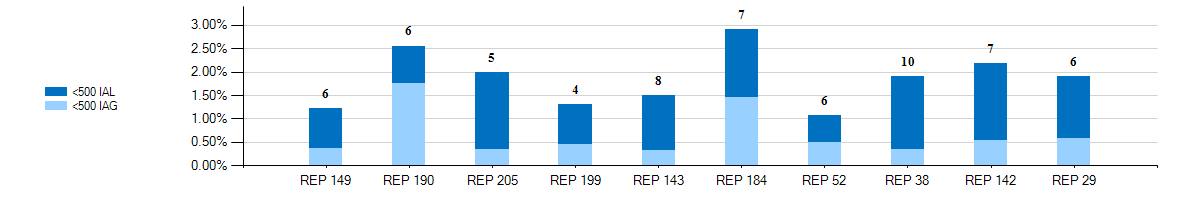 <500 IAL
<500 IAG
3.00%
2.50%
2.00%
1.50%
1.00%
0.50%
0.00%
6
6
5
4
8
7
6
10
7
6
REP 149
REP 190
REP 205
REP 199
REP 143
REP 184
REP 52
REP 38
REP 142
REP 29